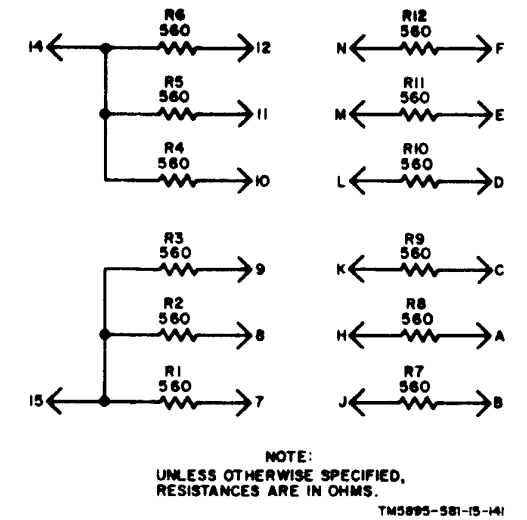 R6
560
14
12
R5
560
11
R4
560
10
R12
560
N
F
R11
560
M
E
R10
560
L
D
R3
560
9
R2
560
8
R1
560
15
7
R9
560
K
C
R8
560
H
A
R7
560
J
B
NOTE:
UNLESS OTHERWISE SPECIFIED,
RESISTANCES ARE IN OHMS.
TM5895-581-15-141